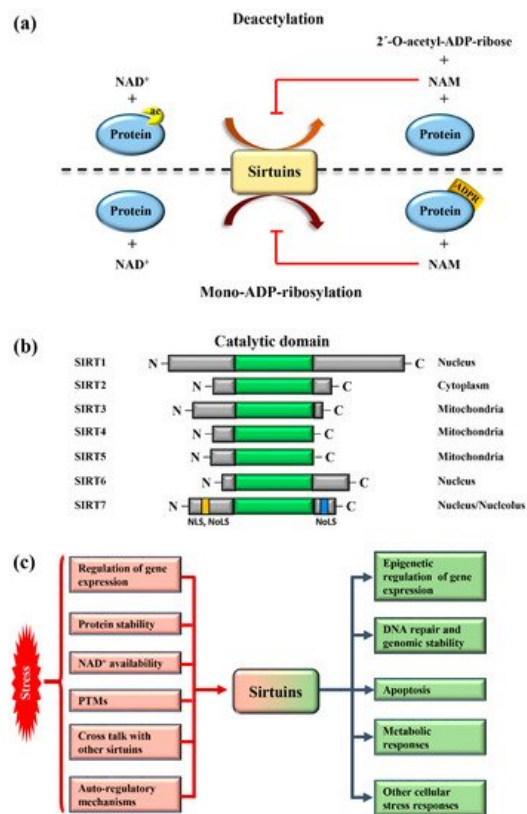 (a)
Deacetylation
2´-O-acetyl-ADP-ribose
+
NAD⁺
NAM
+
+
ac
Protein
Protein
Sirtuins
Protein
ADPR
Protein
+
+
NAD⁺
NAM
Mono-ADP-ribosylation
(b)
Catalytic domain
SIRT1 N C Nucleus
SIRT2 N C Cytoplasm
SIRT3 N C Mitochondria
SIRT4 N C Mitochondria
SIRT5 N C Mitochondria
SIRT6 N C Nucleus
SIRT7 N C Nucleus/Nucleolus
NLS, NoLS NoLS
(c)
Stress
Regulation of gene
expression
Protein stability
NAD⁺ availability
PTMs
Cross talk with
other sirtuins
Auto-regulatory
mechanisms
Sirtuins
Epigenetic
regulation of gene
expression
DNA repair and
genomic stability
Apoptosis
Metabolic
responses
Other cellular
stress responses